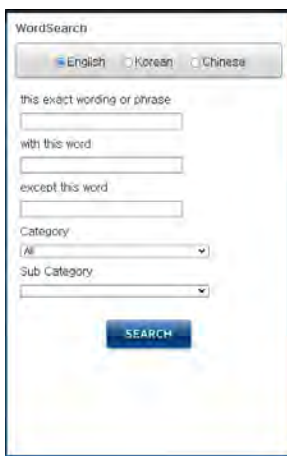 WordSearch
English Korean Chinese
this exact wording or phrase
with this word
except this word
Category
All
Sub Category
SEARCH